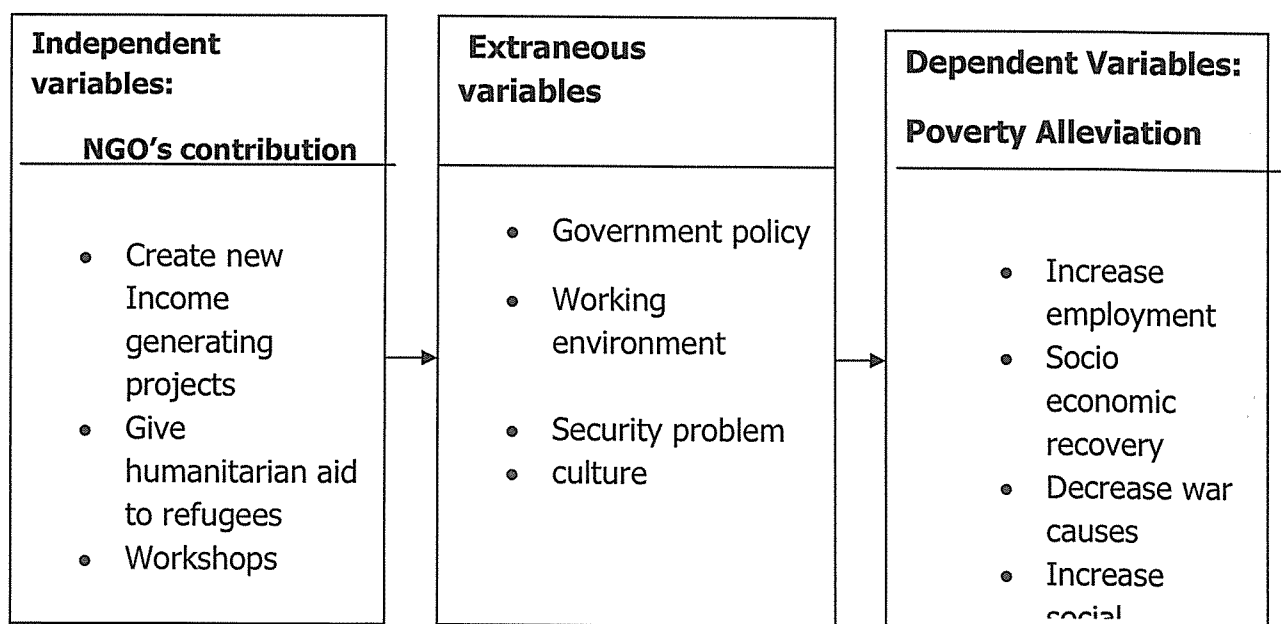 Independent
variables:
NGO's contribution
• Create new
Income
generating
projects
• Give
humanitarian aid
to refugees
• Workshops
Extraneous
variables
• Government policy
• Working
environment
• Security problem
• culture
Dependent Variables:
Poverty Alleviation
• Increase
employment
• Socio
economic
recovery
• Decrease war
causes
• Increase
social